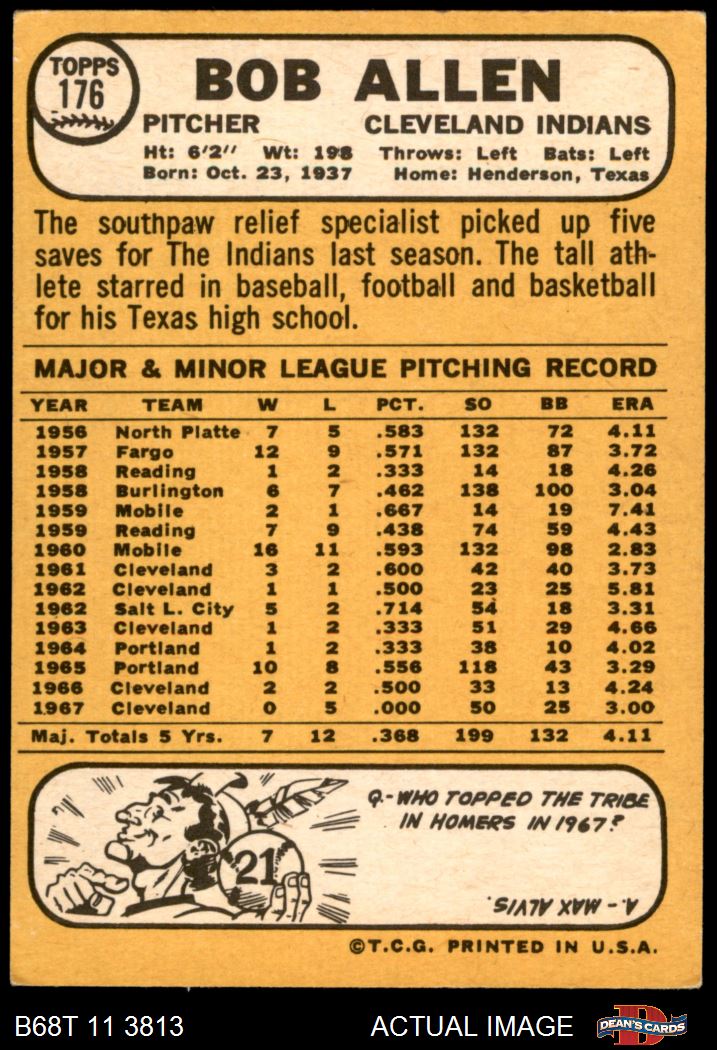 TOPPS
176
BOB ALLEN
PITCHER CLEVELAND INDIANS
Ht: 6'2" Wt: 198 Throws: Left Bats: Left
Born: Oct. 23, 1937 Home: Henderson, Texas
The southpaw relief specialist picked up five
saves for The Indians last season. The tall ath-
lete starred in baseball, football and basketball
for his Texas high school.
MAJOR & MINOR LEAGUE PITCHING RECORD
YEAR TEAM W L PCT. SO BB ERA
1956 North Platte 7 5 .583 132 72 4.11
1957 Fargo 12 9 .571 132 87 3.72
1958 Reading 1 2 .333 14 18 4.26
1958 Burlington 6 7 .462 138 100 3.04
1959 Mobile 2 1 .667 14 19 7.41
1959 Reading 7 9 .438 74 59 4.43
1960 Mobile 16 11 .593 132 98 2.83
1961 Cleveland 3 2 .600 42 40 3.73
1962 Cleveland 1 1 .500 23 25 5.81
1962 Salt L. City 5 2 .714 54 18 3.31
1963 Cleveland 1 2 .333 51 29 4.66
1964 Portland 1 2 .333 38 10 4.02
1965 Portland 10 8 .556 118 43 3.29
1966 Cleveland 2 2 .500 33 13 4.24
1967 Cleveland 0 5 .000 50 25 3.00
Maj. Totals 5 Yrs. 7 12 .368 199 132 4.11
Q.-WHO TOPPED THE TRIBE
IN HOMERS IN 1967?
21
A. - MAX ALVIS.
©T.C.G. PRINTED IN U.S.A.
B68T 11 3813 ACTUAL IMAGE
D
DEAN'S CARDS